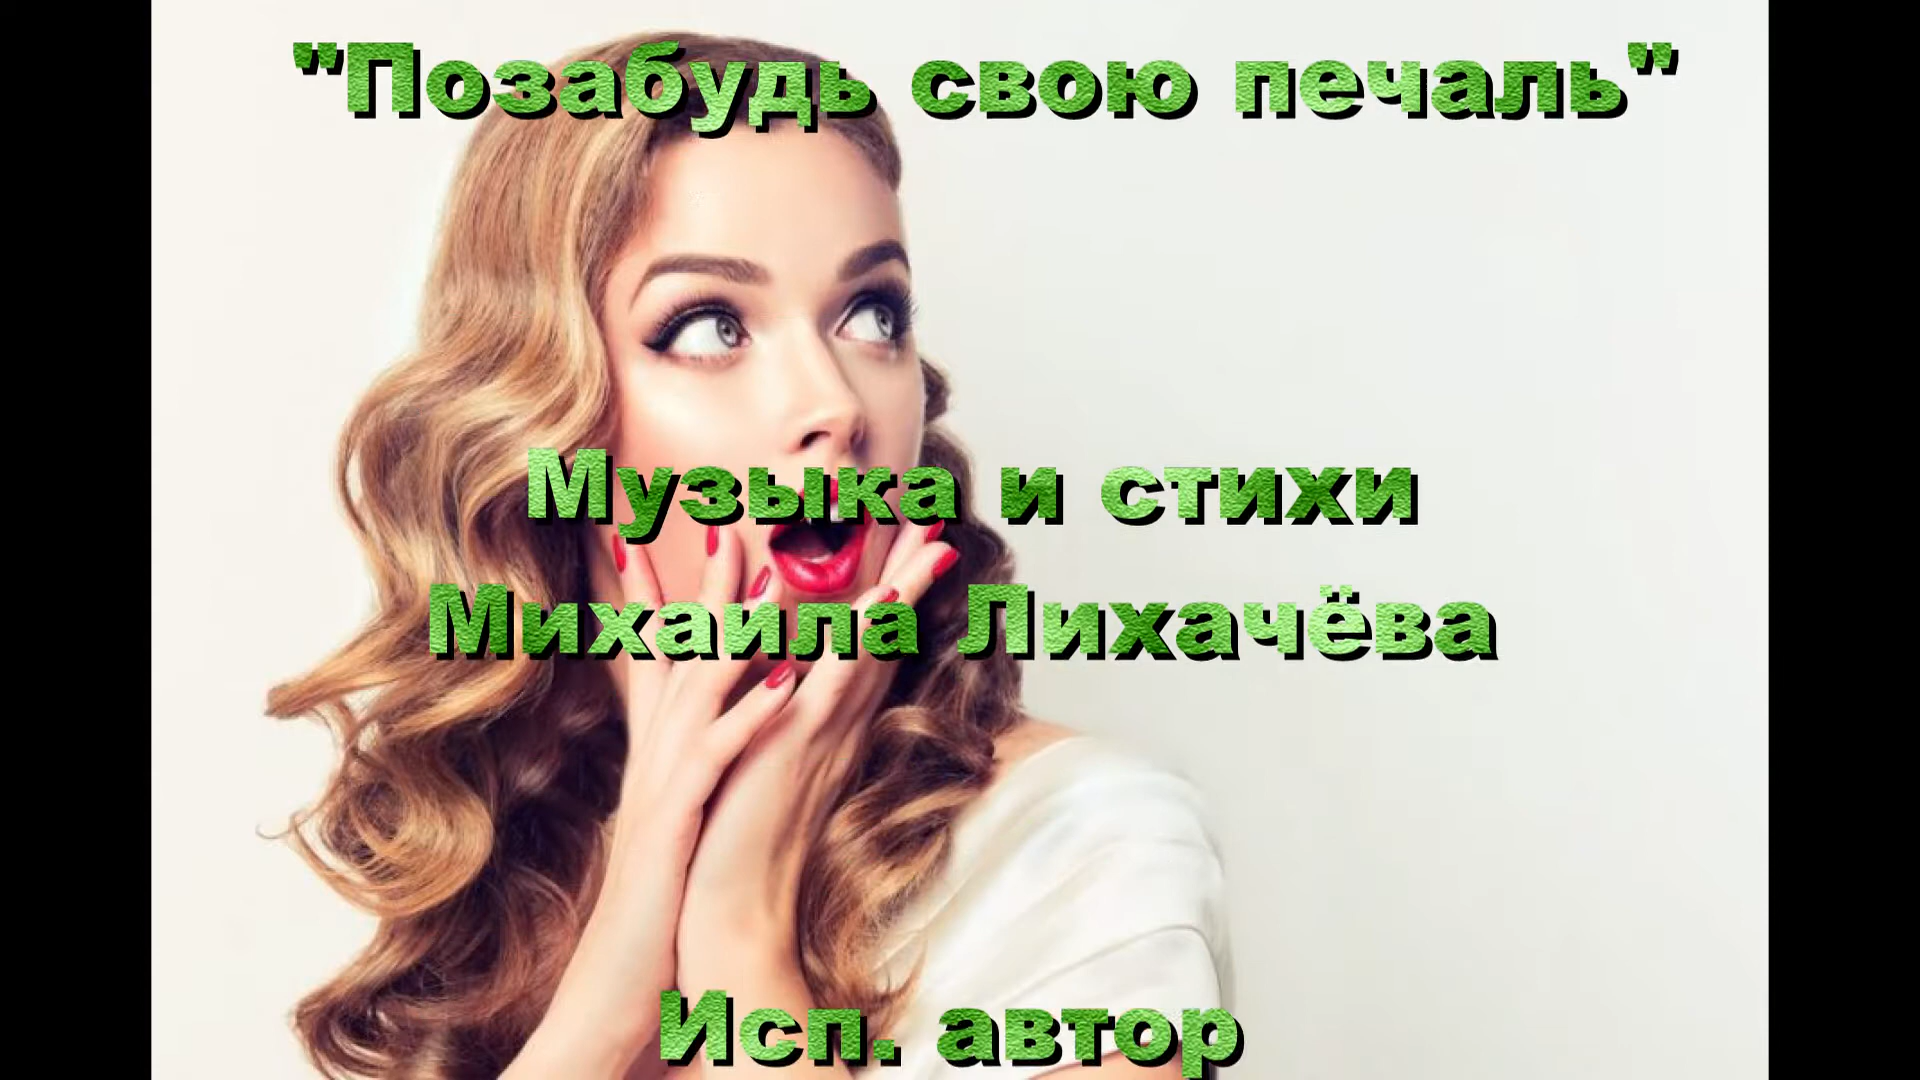 "Позабудь свою печаль"
Музыка и стихи
Михаила Лихачёва
Исп. автор